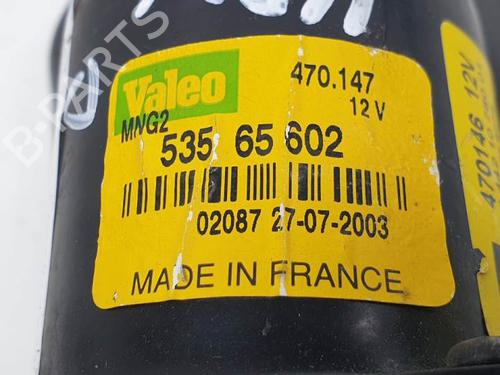 Valeo
470.147
12 V
MNG2
535 65 602
02087 27-07-2003
MADE IN FRANCE
470146 12V
B-PARTS